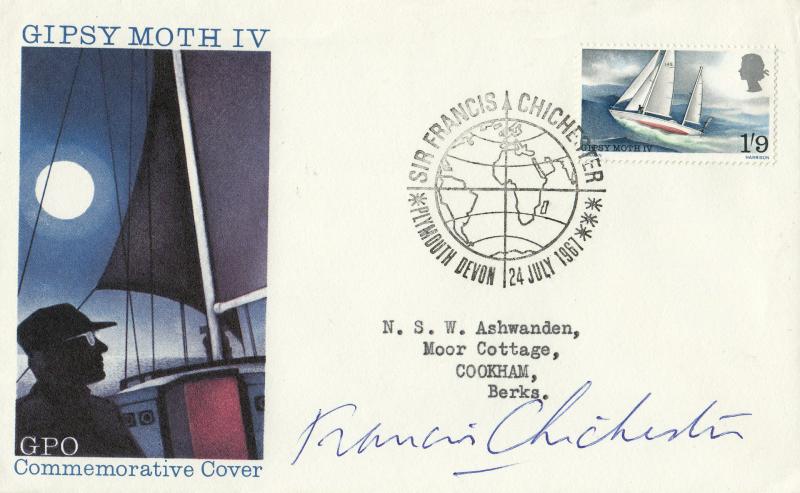 GIPSY MOTH IV
GPO
Commemorative Cover
SIR FRANCIS CHICHESTER
PLYMOUTH DEVON 24 JULY 1967
GIPSY MOTH IV
1'9
HARRISON
N. S. W. Ashwanden,
Moor Cottage,
COOKHAM,
Berks.
Francis Chichester